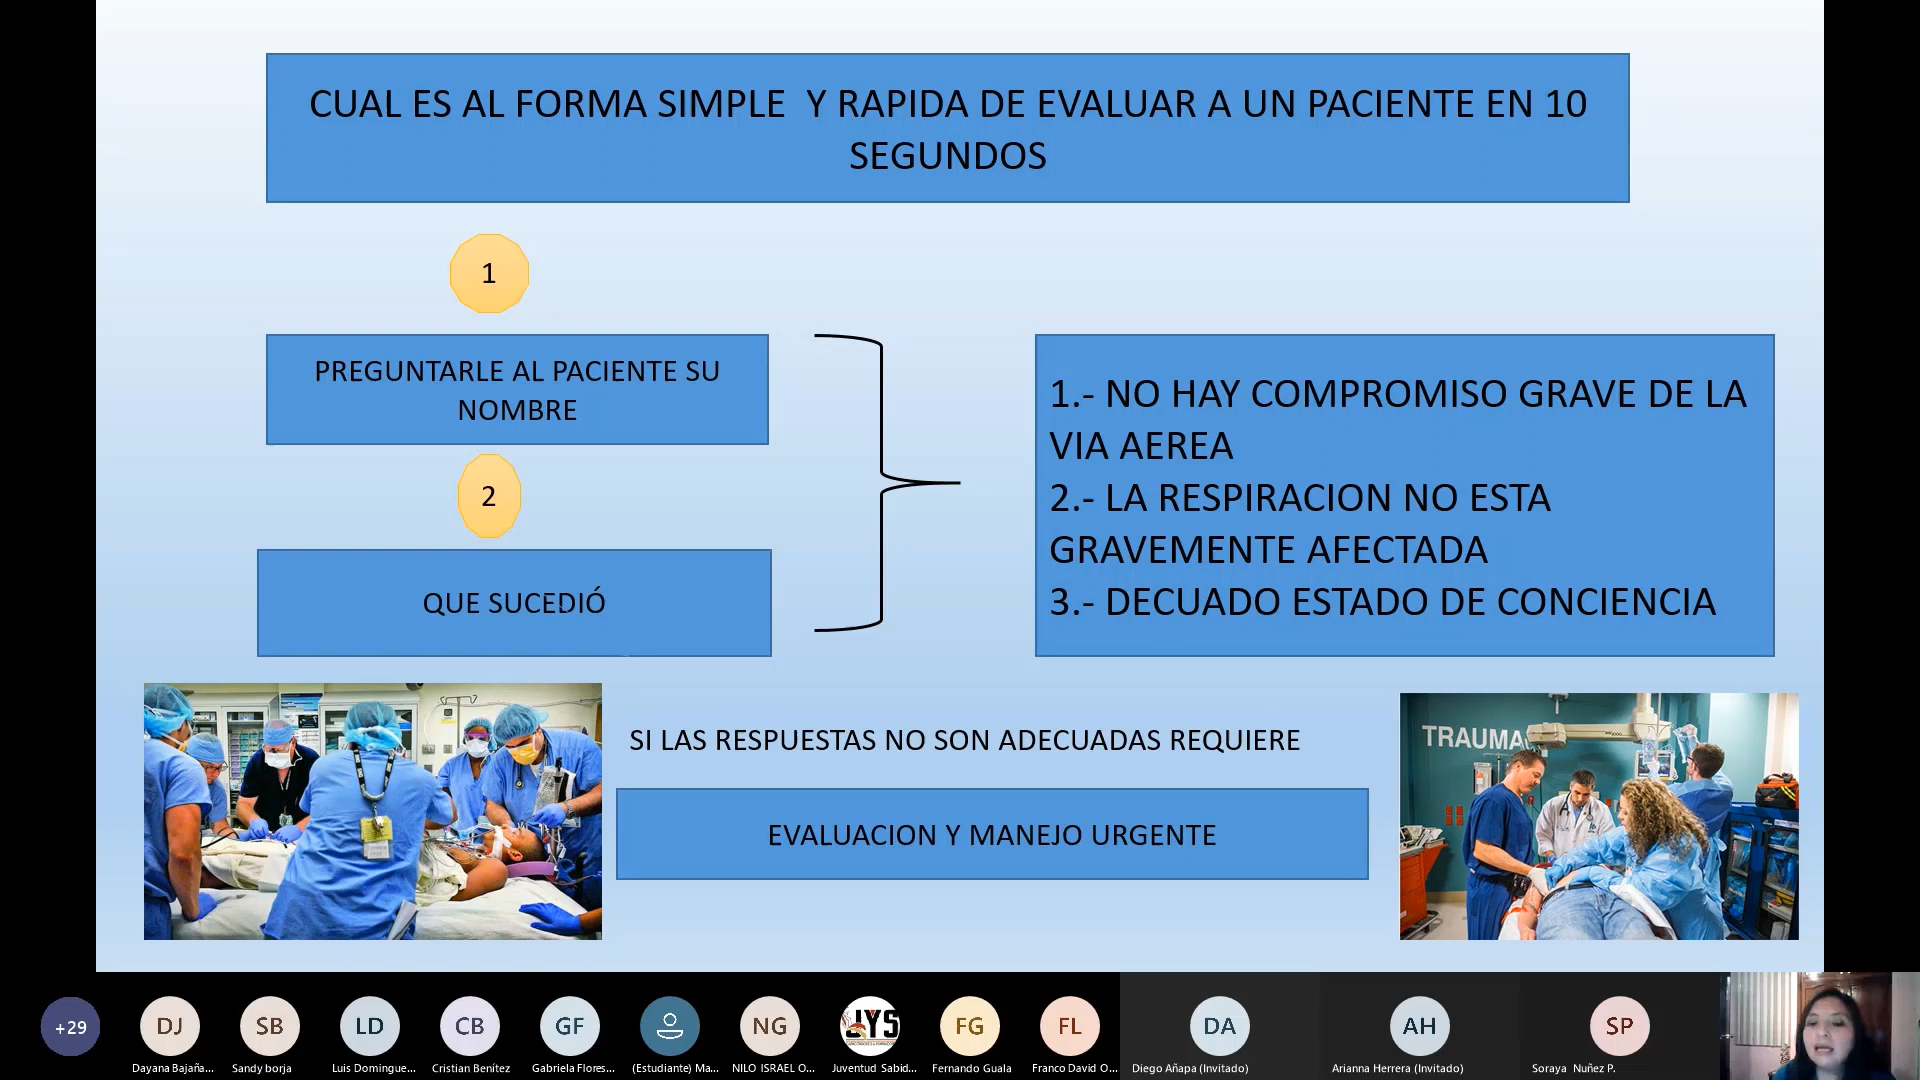 CUAL ES AL FORMA SIMPLE  Y RAPIDA DE EVALUAR A UN PACIENTE EN 10
SEGUNDOS
1
PREGUNTARLE AL PACIENTE SU
NOMBRE
2
QUE SUCEDIÓ
1.- NO HAY COMPROMISO GRAVE DE LA
VIA AEREA
2.- LA RESPIRACION NO ESTA
GRAVEMENTE AFECTADA
3.- DECUADO ESTADO DE CONCIENCIA
SI LAS RESPUESTAS NO SON ADECUADAS REQUIERE
EVALUACION Y MANEJO URGENTE
TRAUMA
+29
DJ
SB
LD
CB
GF
NG
JYS
FG
FL
DA
AH
SP
Dayana Bajaña...
Sandy borja
Luis Domingue...
Cristian Benítez
Gabriela Flores...
(Estudiante) Ma...
NILO ISRAEL O...
Juventud Sabid...
Fernando Guala
Franco David O...
Diego Añapa (Invitado)
Arianna Herrera (Invitado)
Soraya  Nuñez P.